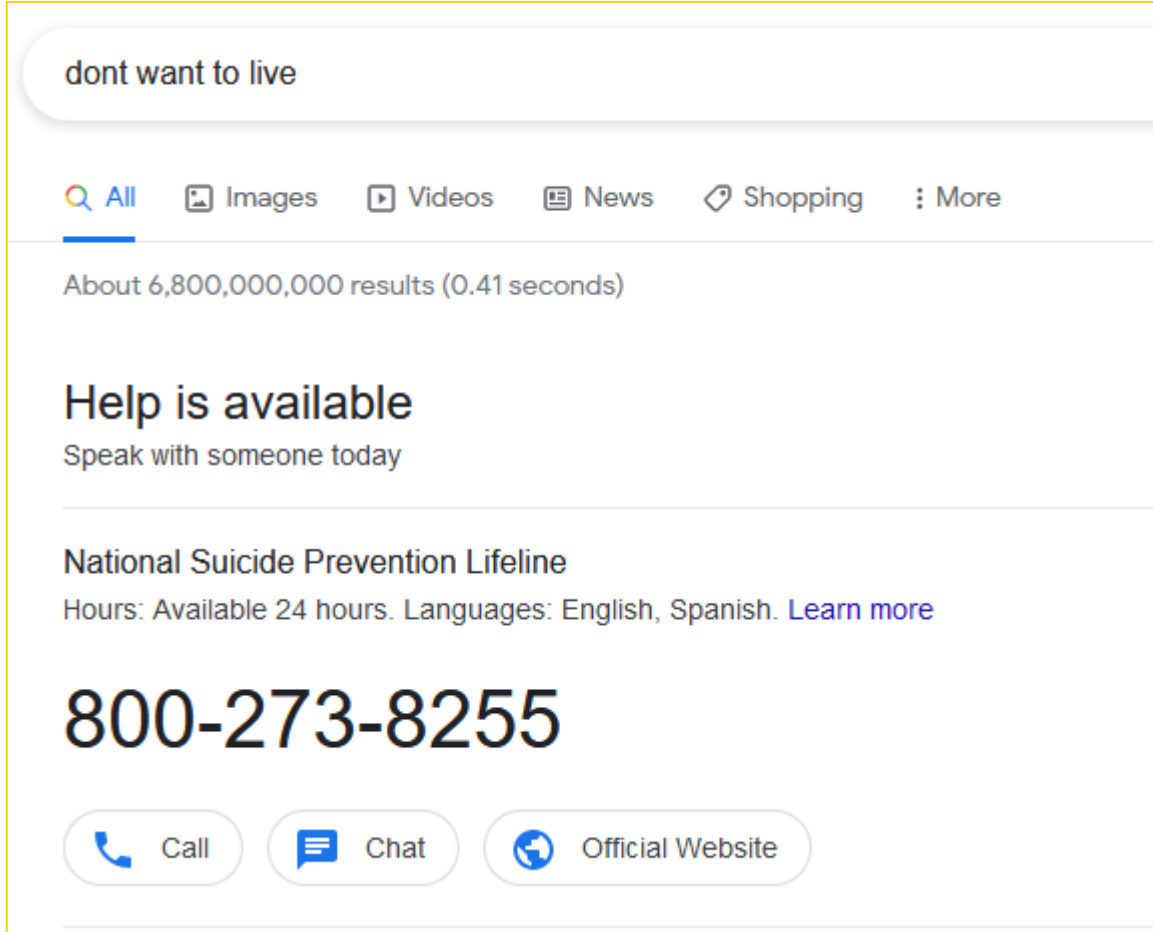 dont want to live
All Images Videos News Shopping More
About 6,800,000,000 results (0.41 seconds)
Help is available
Speak with someone today
National Suicide Prevention Lifeline
Hours: Available 24 hours. Languages: English, Spanish. Learn more
800-273-8255
Call Chat Official Website